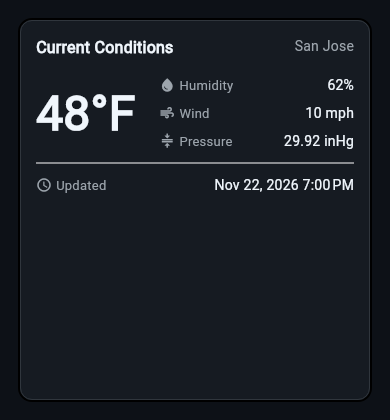 Current Conditions San Jose
48°F
Humidity 62%
Wind 10 mph
Pressure 29.92 inHg
Updated Nov 22, 2026 7:00 PM